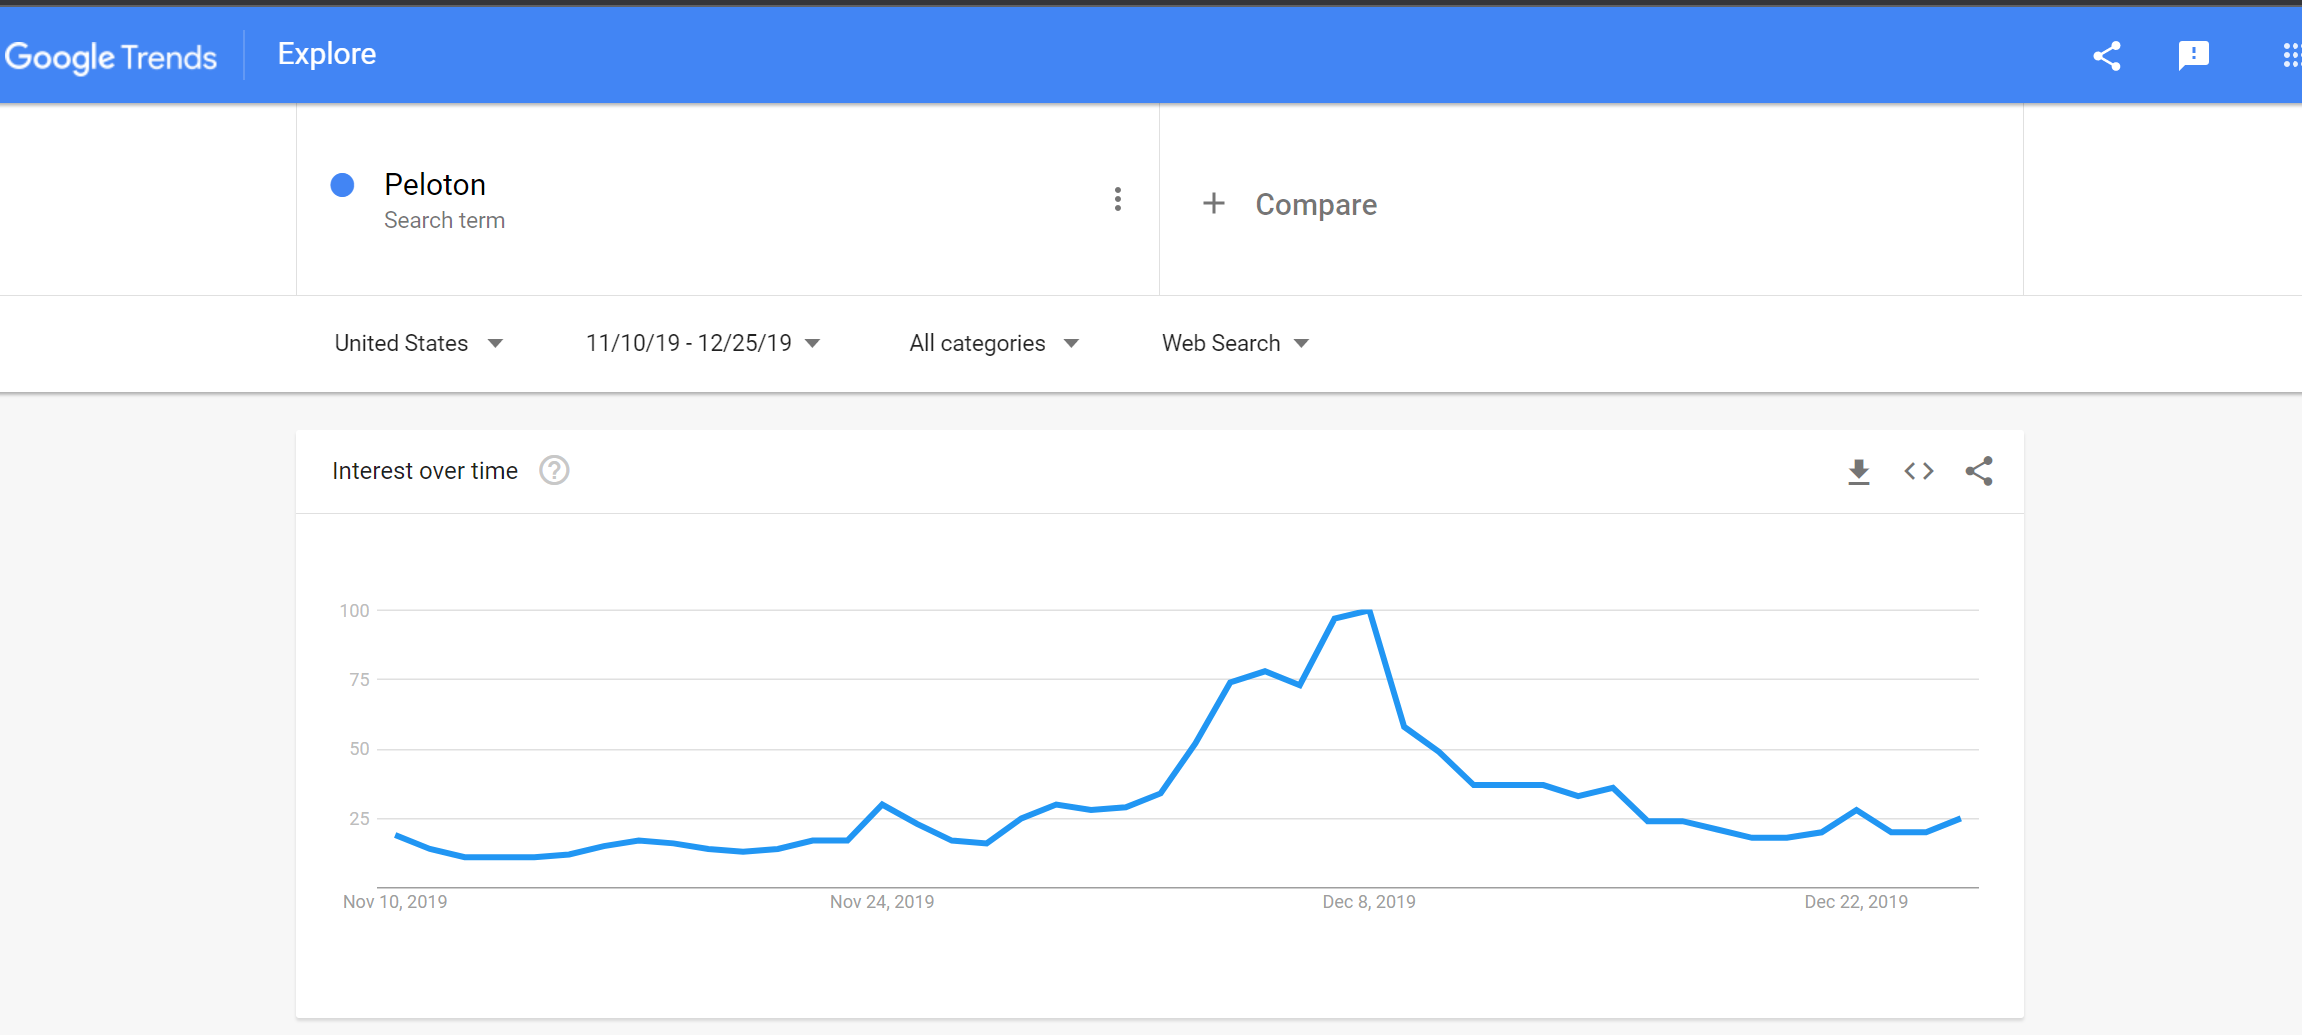 Google Trends Explore
Peloton
Search term
+ Compare
United States 11/10/19 - 12/25/19 All categories Web Search
Interest over time ?
100
75
50
25
Nov 10, 2019 Nov 24, 2019 Dec 8, 2019 Dec 22, 2019